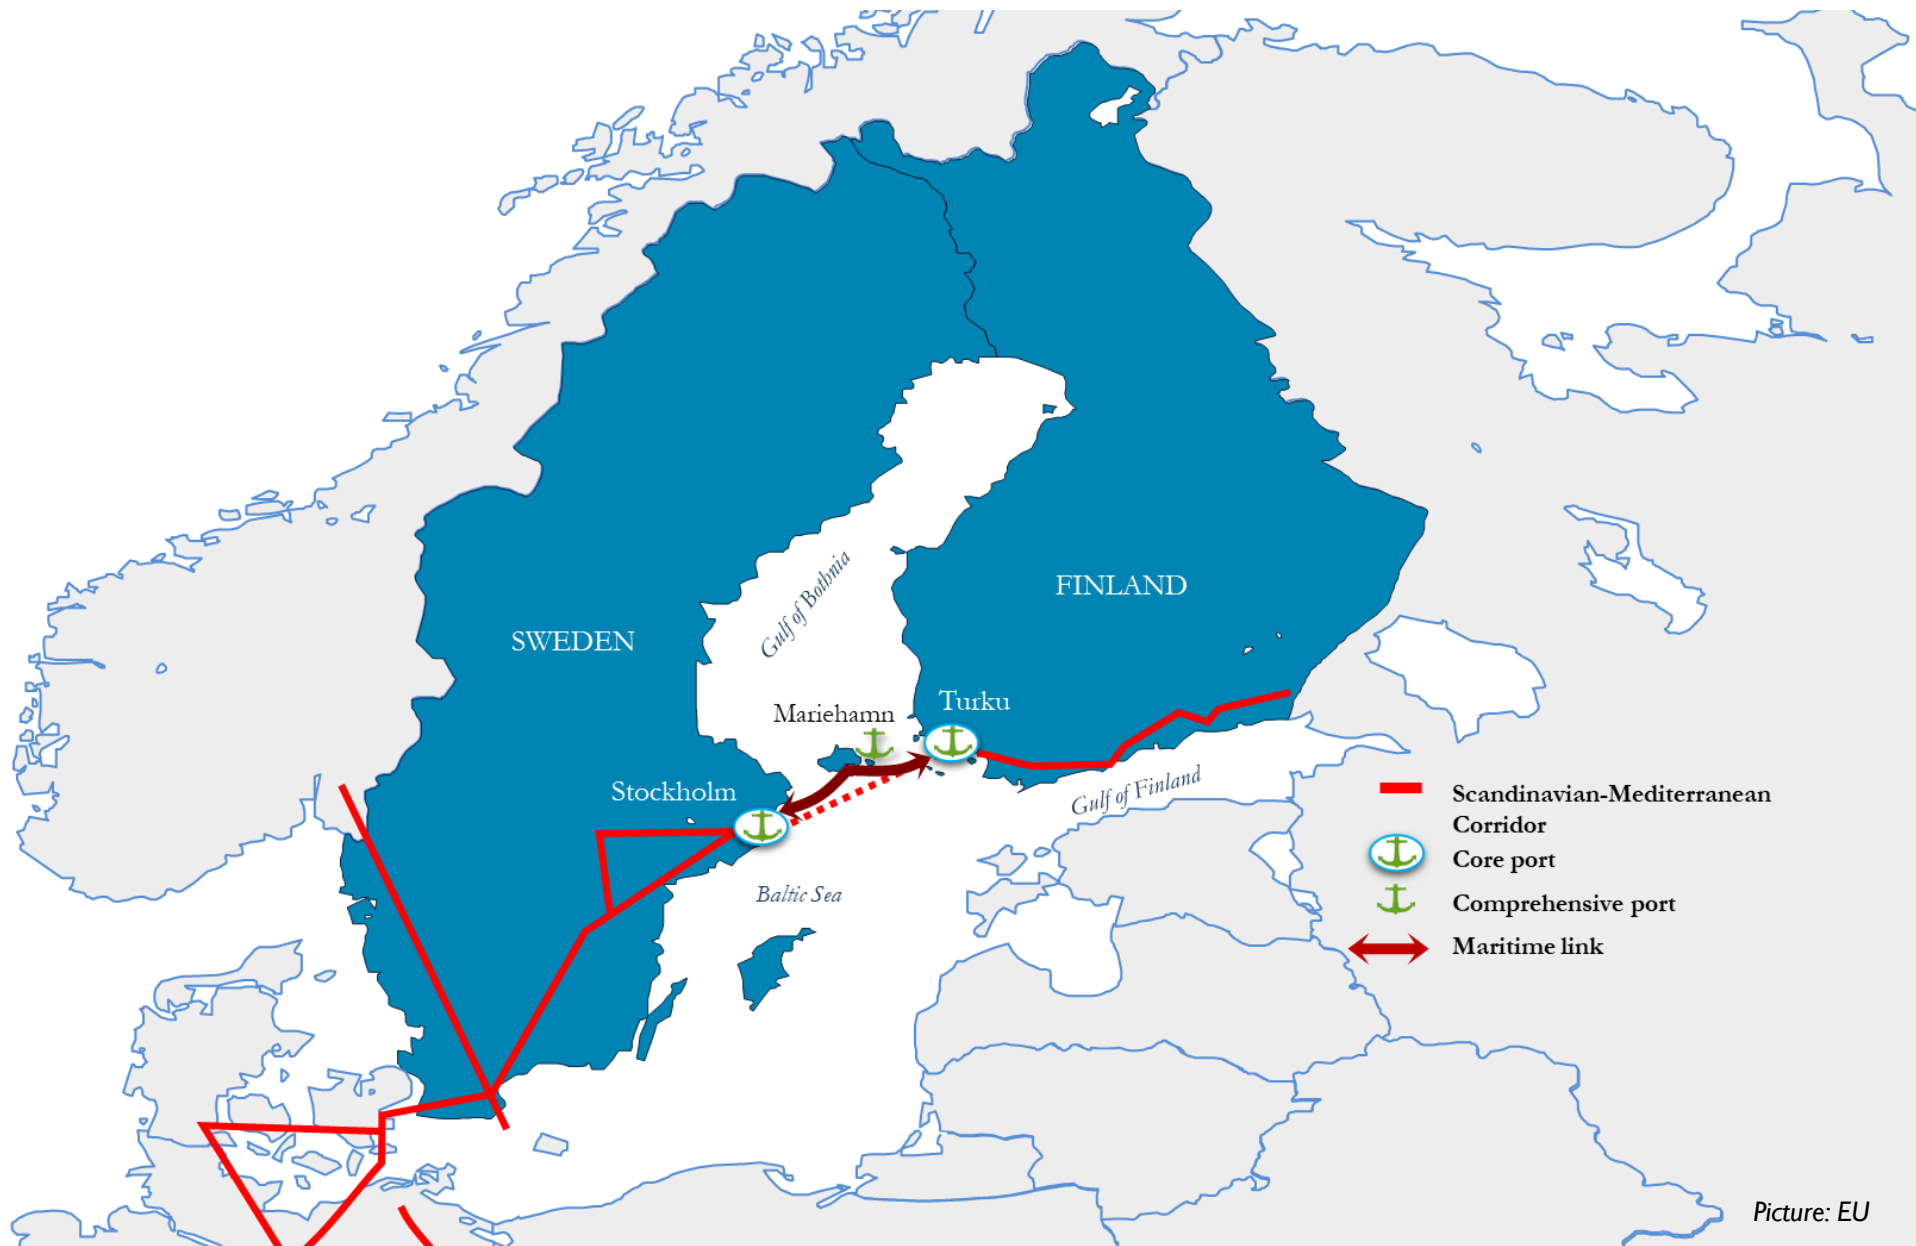 Gulf of Bothnia
FINLAND
SWEDEN
Turku
Mariehamn
Stockholm
Gulf of Finland
Baltic Sea
Scandinavian-Mediterranean
Corridor
Core port
Comprehensive port
Maritime link
Picture: EU